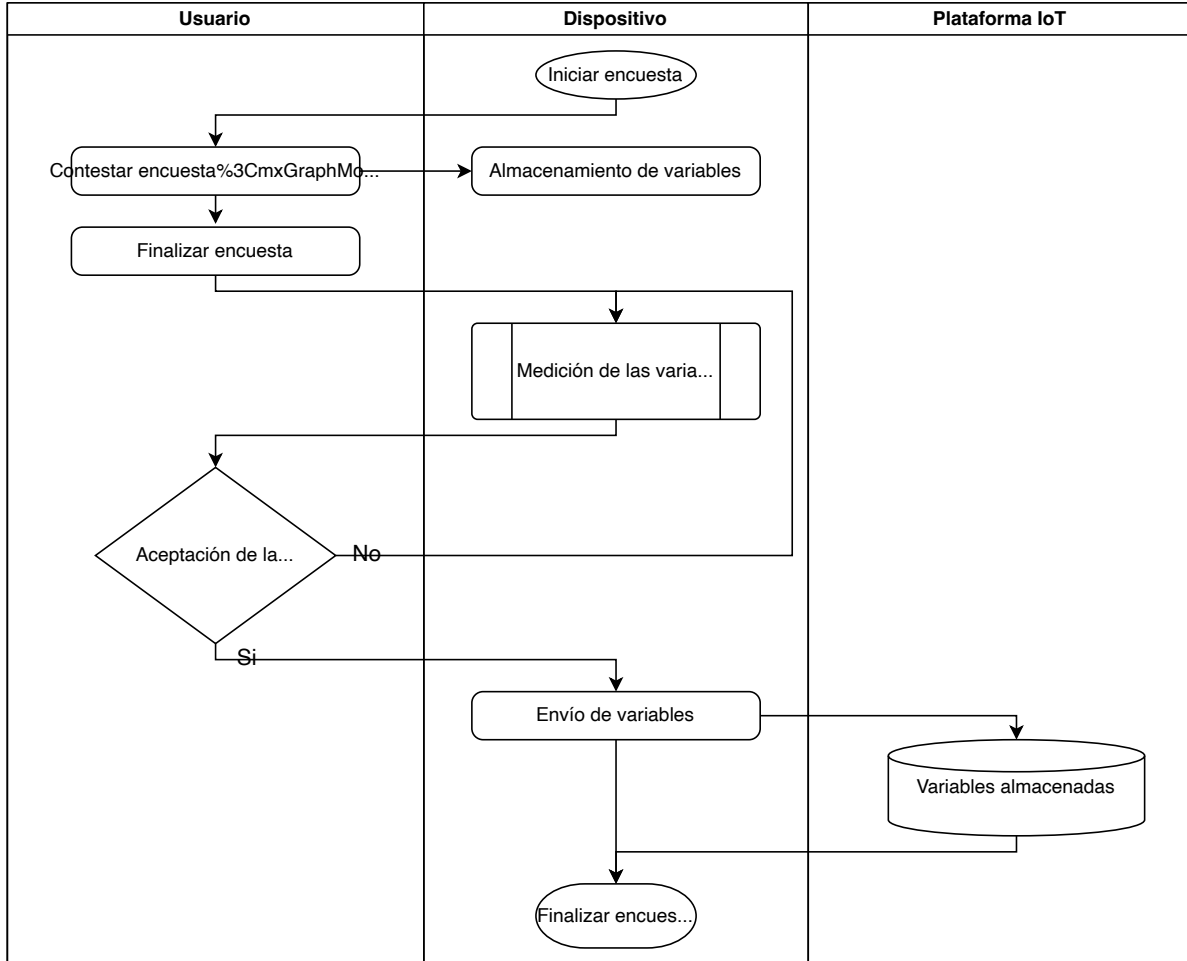 Usuario
Dispositivo
Plataforma IoT
Iniciar encuesta
Contestar encuesta%3CmxGraphMo...
Almacenamiento de variables
Finalizar encuesta
Medición de las varia...
Aceptación de la...
No
Si
Envío de variables
Variables almacenadas
Finalizar encues...